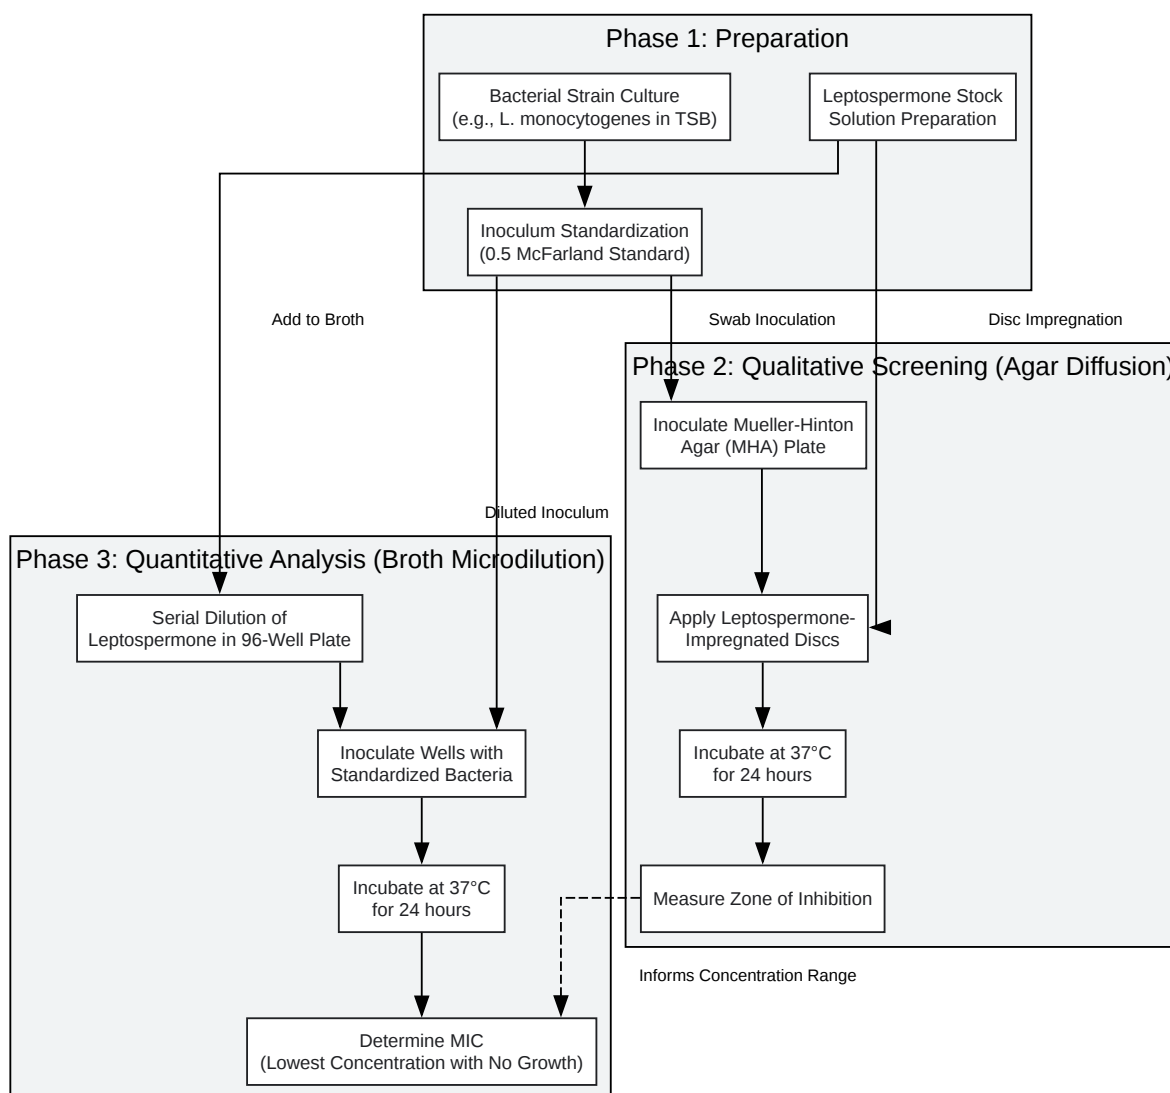 Phase 1: Preparation
Bacterial Strain Culture
(e.g., L. monocytogenes in TSB)
Leptospermone Stock
Solution Preparation
Inoculum Standardization
(0.5 McFarland Standard)
Add to Broth
Swab Inoculation
Disc Impregnation
Phase 2: Qualitative Screening (Agar Diffusion)
Inoculate Mueller-Hinton
Agar (MHA) Plate
Diluted Inoculum
Phase 3: Quantitative Analysis (Broth Microdilution)
Serial Dilution of
Leptospermone in 96-Well Plate
Apply Leptospermone-
Impregnated Discs
Inoculate Wells with
Standardized Bacteria
Incubate at 37°C
for 24 hours
Incubate at 37°C
for 24 hours
Measure Zone of Inhibition
Informs Concentration Range
Determine MIC
(Lowest Concentration with No Growth)